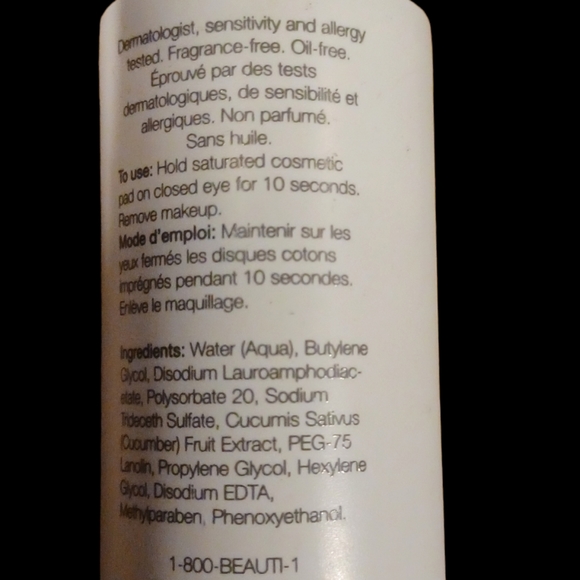 Dermatologist, sensitivity and allergy
tested. Fragrance-free. Oil-free.
Éprouvé par des tests
dermatologiques, de sensibilité et
allergiques. Non parfumé.
Sans huile.
To use: Hold saturated cosmetic
pad on closed eye for 10 seconds.
Remove makeup.
Mode d'emploi: Maintenir sur les
yeux fermés les disques cotons
imprégnés pendant 10 secondes.
Enlève le maquillage.
Ingredients: Water (Aqua), Butylene
Glycol, Disodium Lauroamphodiac-
etate, Polysorbate 20, Sodium
Trideceth Sulfate, Cucumis Sativus
(Cucumber) Fruit Extract, PEG-75
Lanolin, Propylene Glycol, Hexylene
Glycol, Disodium EDTA,
Methylparaben, Phenoxyethanol.
1-800-BEAUTI-1